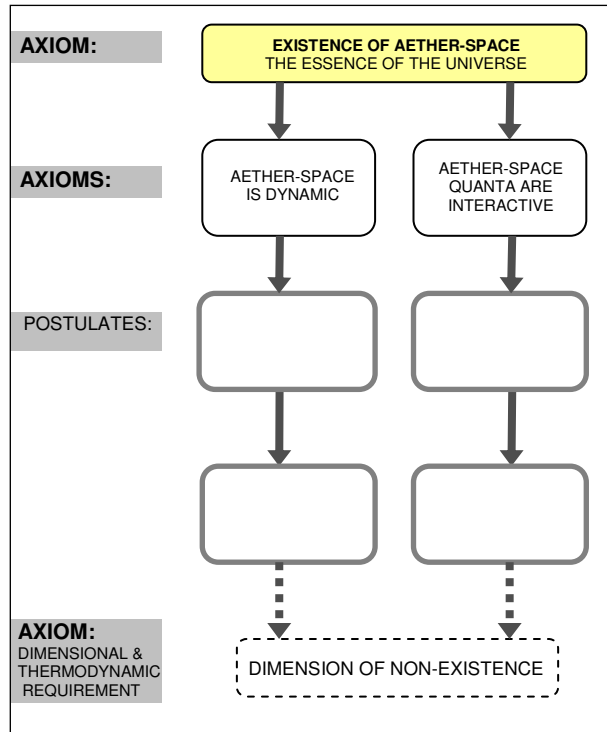 AXIOM:
EXISTENCE OF AETHER-SPACE
THE ESSENCE OF THE UNIVERSE
AXIOMS:
AETHER-SPACE
IS DYNAMIC
AETHER-SPACE
QUANTA ARE
INTERACTIVE
POSTULATES:
AXIOM:
DIMENSIONAL &
THERMODYNAMIC
REQUIREMENT
DIMENSION OF NON-EXISTENCE